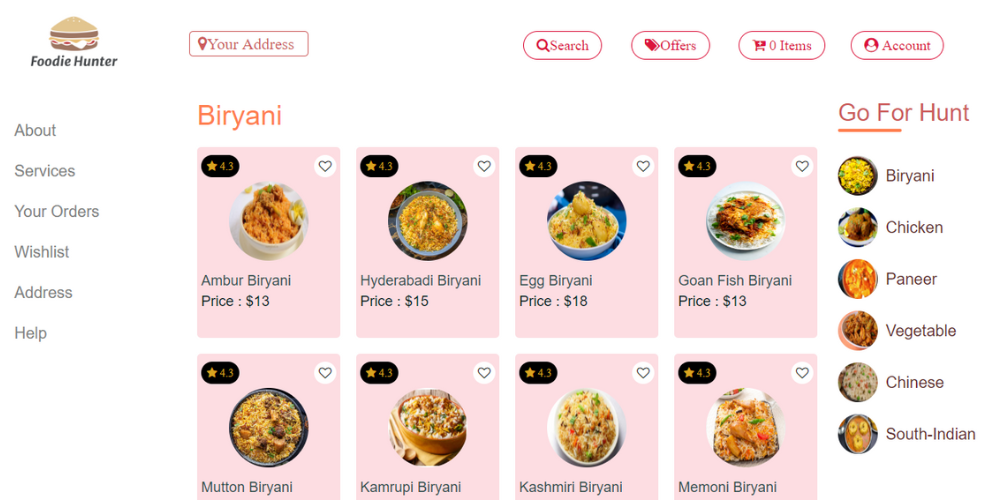 Foodie Hunter
Your Address
Search
Offers
0 Items
Account
About
Services
Your Orders
Wishlist
Address
Help
Biryani
4.3
4.3
4.3
4.3
Ambur Biryani
Price : $13
Hyderabadi Biryani
Price : $15
Egg Biryani
Price : $18
Goan Fish Biryani
Price : $13
4.3
4.3
4.3
4.3
Mutton Biryani
Kamrupi Biryani
Kashmiri Biryani
Memoni Biryani
Go For Hunt
Biryani
Chicken
Paneer
Vegetable
Chinese
South-Indian